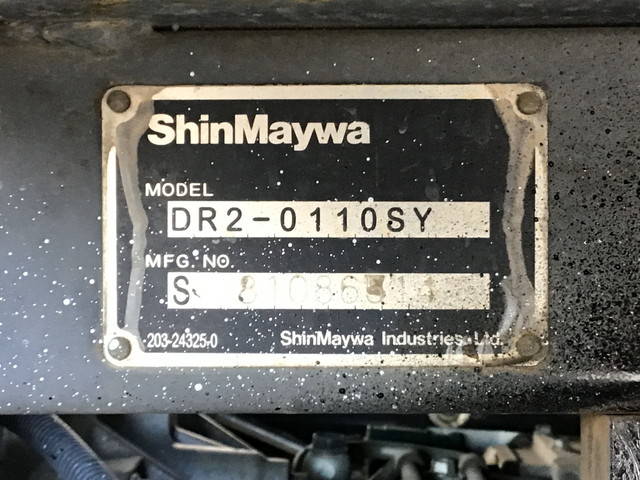 ShinMaywa
MODEL
DR2-0110SY
MFG. NO.
S
203-24325-0 ShinMaywa Industries, Ltd.